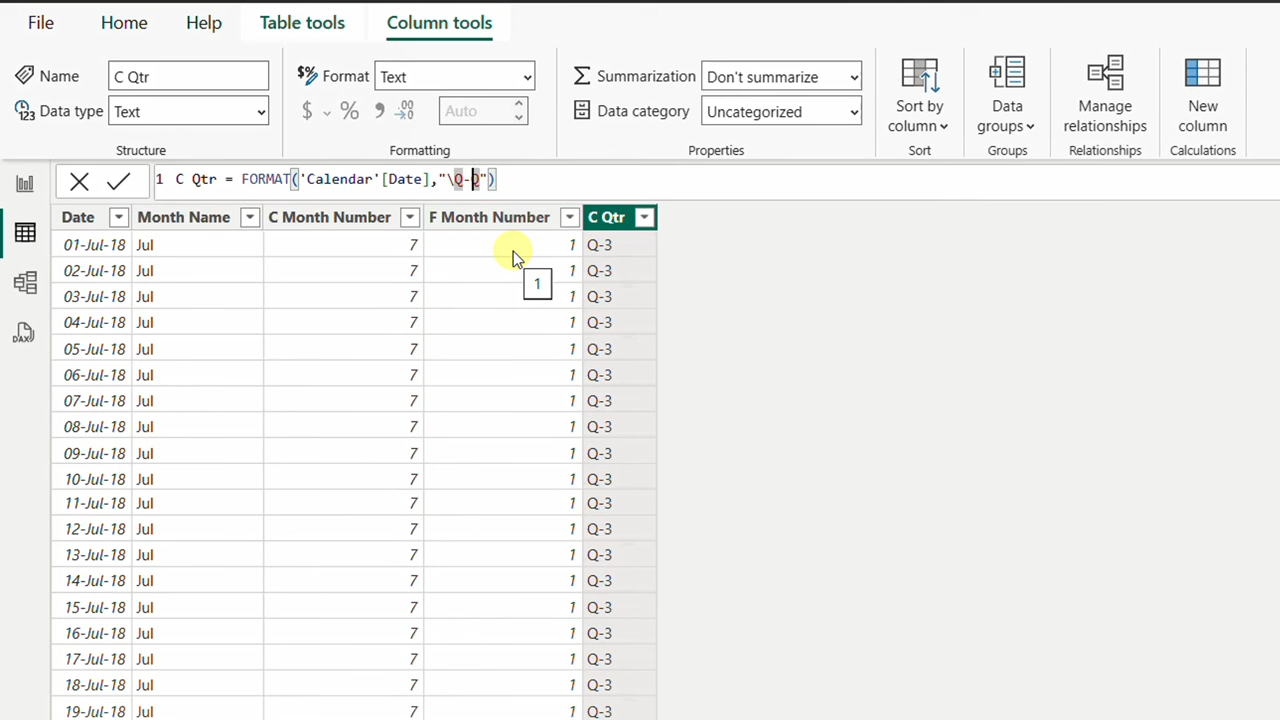 File Home Help Table tools Column tools
Name C Qtr $% Format Text Σ Summarization Don't summarize Sort by column Data groups Manage relationships New column
Data type Text $ % 9 .00 Auto Data category Uncategorized
Structure Formatting Properties Sort Groups Relationships Calculations
1 C Qtr = FORMAT('Calendar'[Date],"\Q-Q")
Date Month Name C Month Number F Month Number C Qtr
01-Jul-18 Jul 7 1 Q-3
02-Jul-18 Jul 7 1 Q-3
1
03-Jul-18 Jul 7 1 Q-3
04-Jul-18 Jul 7 1 Q-3
DAX
05-Jul-18 Jul 7 1 Q-3
06-Jul-18 Jul 7 1 Q-3
07-Jul-18 Jul 7 1 Q-3
08-Jul-18 Jul 7 1 Q-3
09-Jul-18 Jul 7 1 Q-3
10-Jul-18 Jul 7 1 Q-3
11-Jul-18 Jul 7 1 Q-3
12-Jul-18 Jul 7 1 Q-3
13-Jul-18 Jul 7 1 Q-3
14-Jul-18 Jul 7 1 Q-3
15-Jul-18 Jul 7 1 Q-3
16-Jul-18 Jul 7 1 Q-3
17-Jul-18 Jul 7 1 Q-3
18-Jul-18 Jul 7 1 Q-3
19-Jul-18 Jul 7 1 Q-3